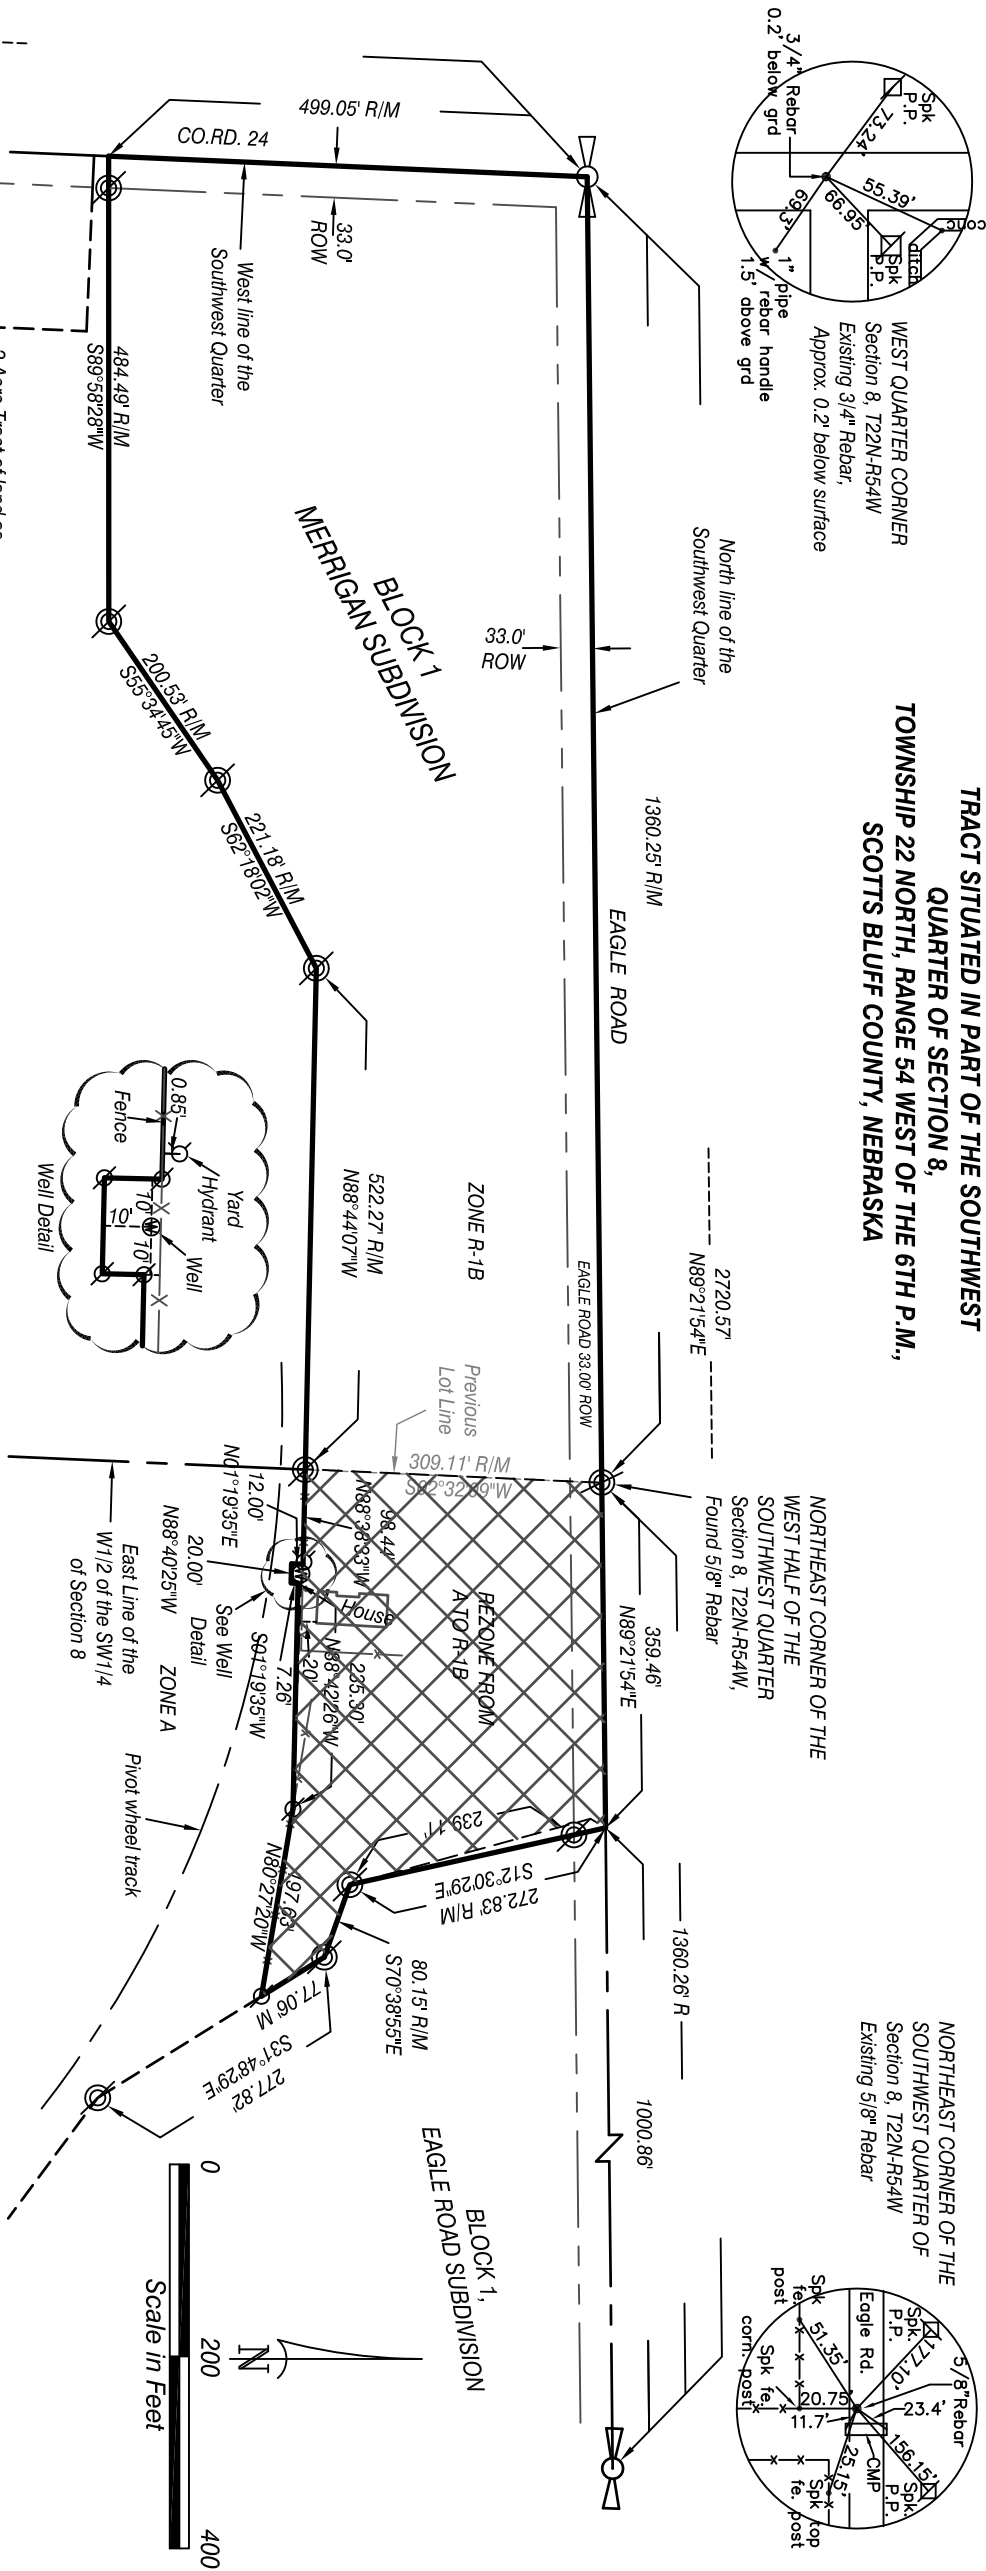 TRACT SITUATED IN PART OF THE SOUTHWEST
QUARTER OF SECTION 8,
TOWNSHIP 22 NORTH, RANGE 54 WEST OF THE 6TH P.M.,
SCOTTS BLUFF COUNTY, NEBRASKA
Spk
P.P.
73.24'
3/4" Rebar
0.2' below grd
55.39'
66.95'
69.3'
conc
ditch
Spk
P.P.
1" pipe
w/ rebar handle
1.5' above grd
WEST QUARTER CORNER
Section 8, T22N-R54W
Existing 3/4" Rebar,
Approx. 0.2' below surface
North line of the
Southwest Quarter
1360.25' R/M
EAGLE ROAD
2720.57'
N89°21'54"E
NORTHEAST CORNER OF THE
WEST HALF OF THE
SOUTHWEST QUARTER
Section 8, T22N-R54W,
Found 5/8" Rebar
359.46'
N89°21'54"E
1360.26' R
1000.86'
NORTHEAST CORNER OF THE
SOUTHWEST QUARTER OF
Section 8, T22N-R54W
Existing 5/8" Rebar
5/8"Rebar
Spk.
P.P.
77.10'
Eagle Rd.
Spk
fe.
post
51.35'
23.4'
156.15'
Spk.
P.P.
20.75'
11.7'
CMP
25.15'
Spk fe.
corn. post
Spk top
fe. post
499.05' R/M
CO.RD. 24
33.0'
ROW
West line of the
Southwest Quarter
33.0'
ROW
BLOCK 1
MERRIGAN SUBDIVISION
ZONE R-1B
EAGLE ROAD 33.00' ROW
Previous
Lot Line
309.11' R/M
S02°32'09"W
REZONE FROM
A TO R-1B
House
98.44'
N88°38'33"W
235.30'
N88°42'26"W
20'
239.11'
S12°30'29"E
272.83' R/M
80.15' R/M
S70°38'55"E
197.63'
N80°27'20"W
77.06' M
S31°48'29"E
277.82'
BLOCK 1,
EAGLE ROAD SUBDIVISION
484.49' R/M
S89°58'28"W
200.53' R/M
S55°34'45"W
221.18' R/M
S62°18'02"W
522.27' R/M
N88°44'07"W
12.00'
N01°19'35"E
20.00'
N88°40'25"W
7.26'
S01°19'35"W
See Well
Detail
ZONE A
East Line of the
W1/2 of the SW1/4
of Section 8
Pivot wheel track
0.85'
Fence
Yard
Hydrant
Well
10'
10'
10'
W
Well Detail
0
200
400
Scale in Feet
N
2 Acre Tract of land as